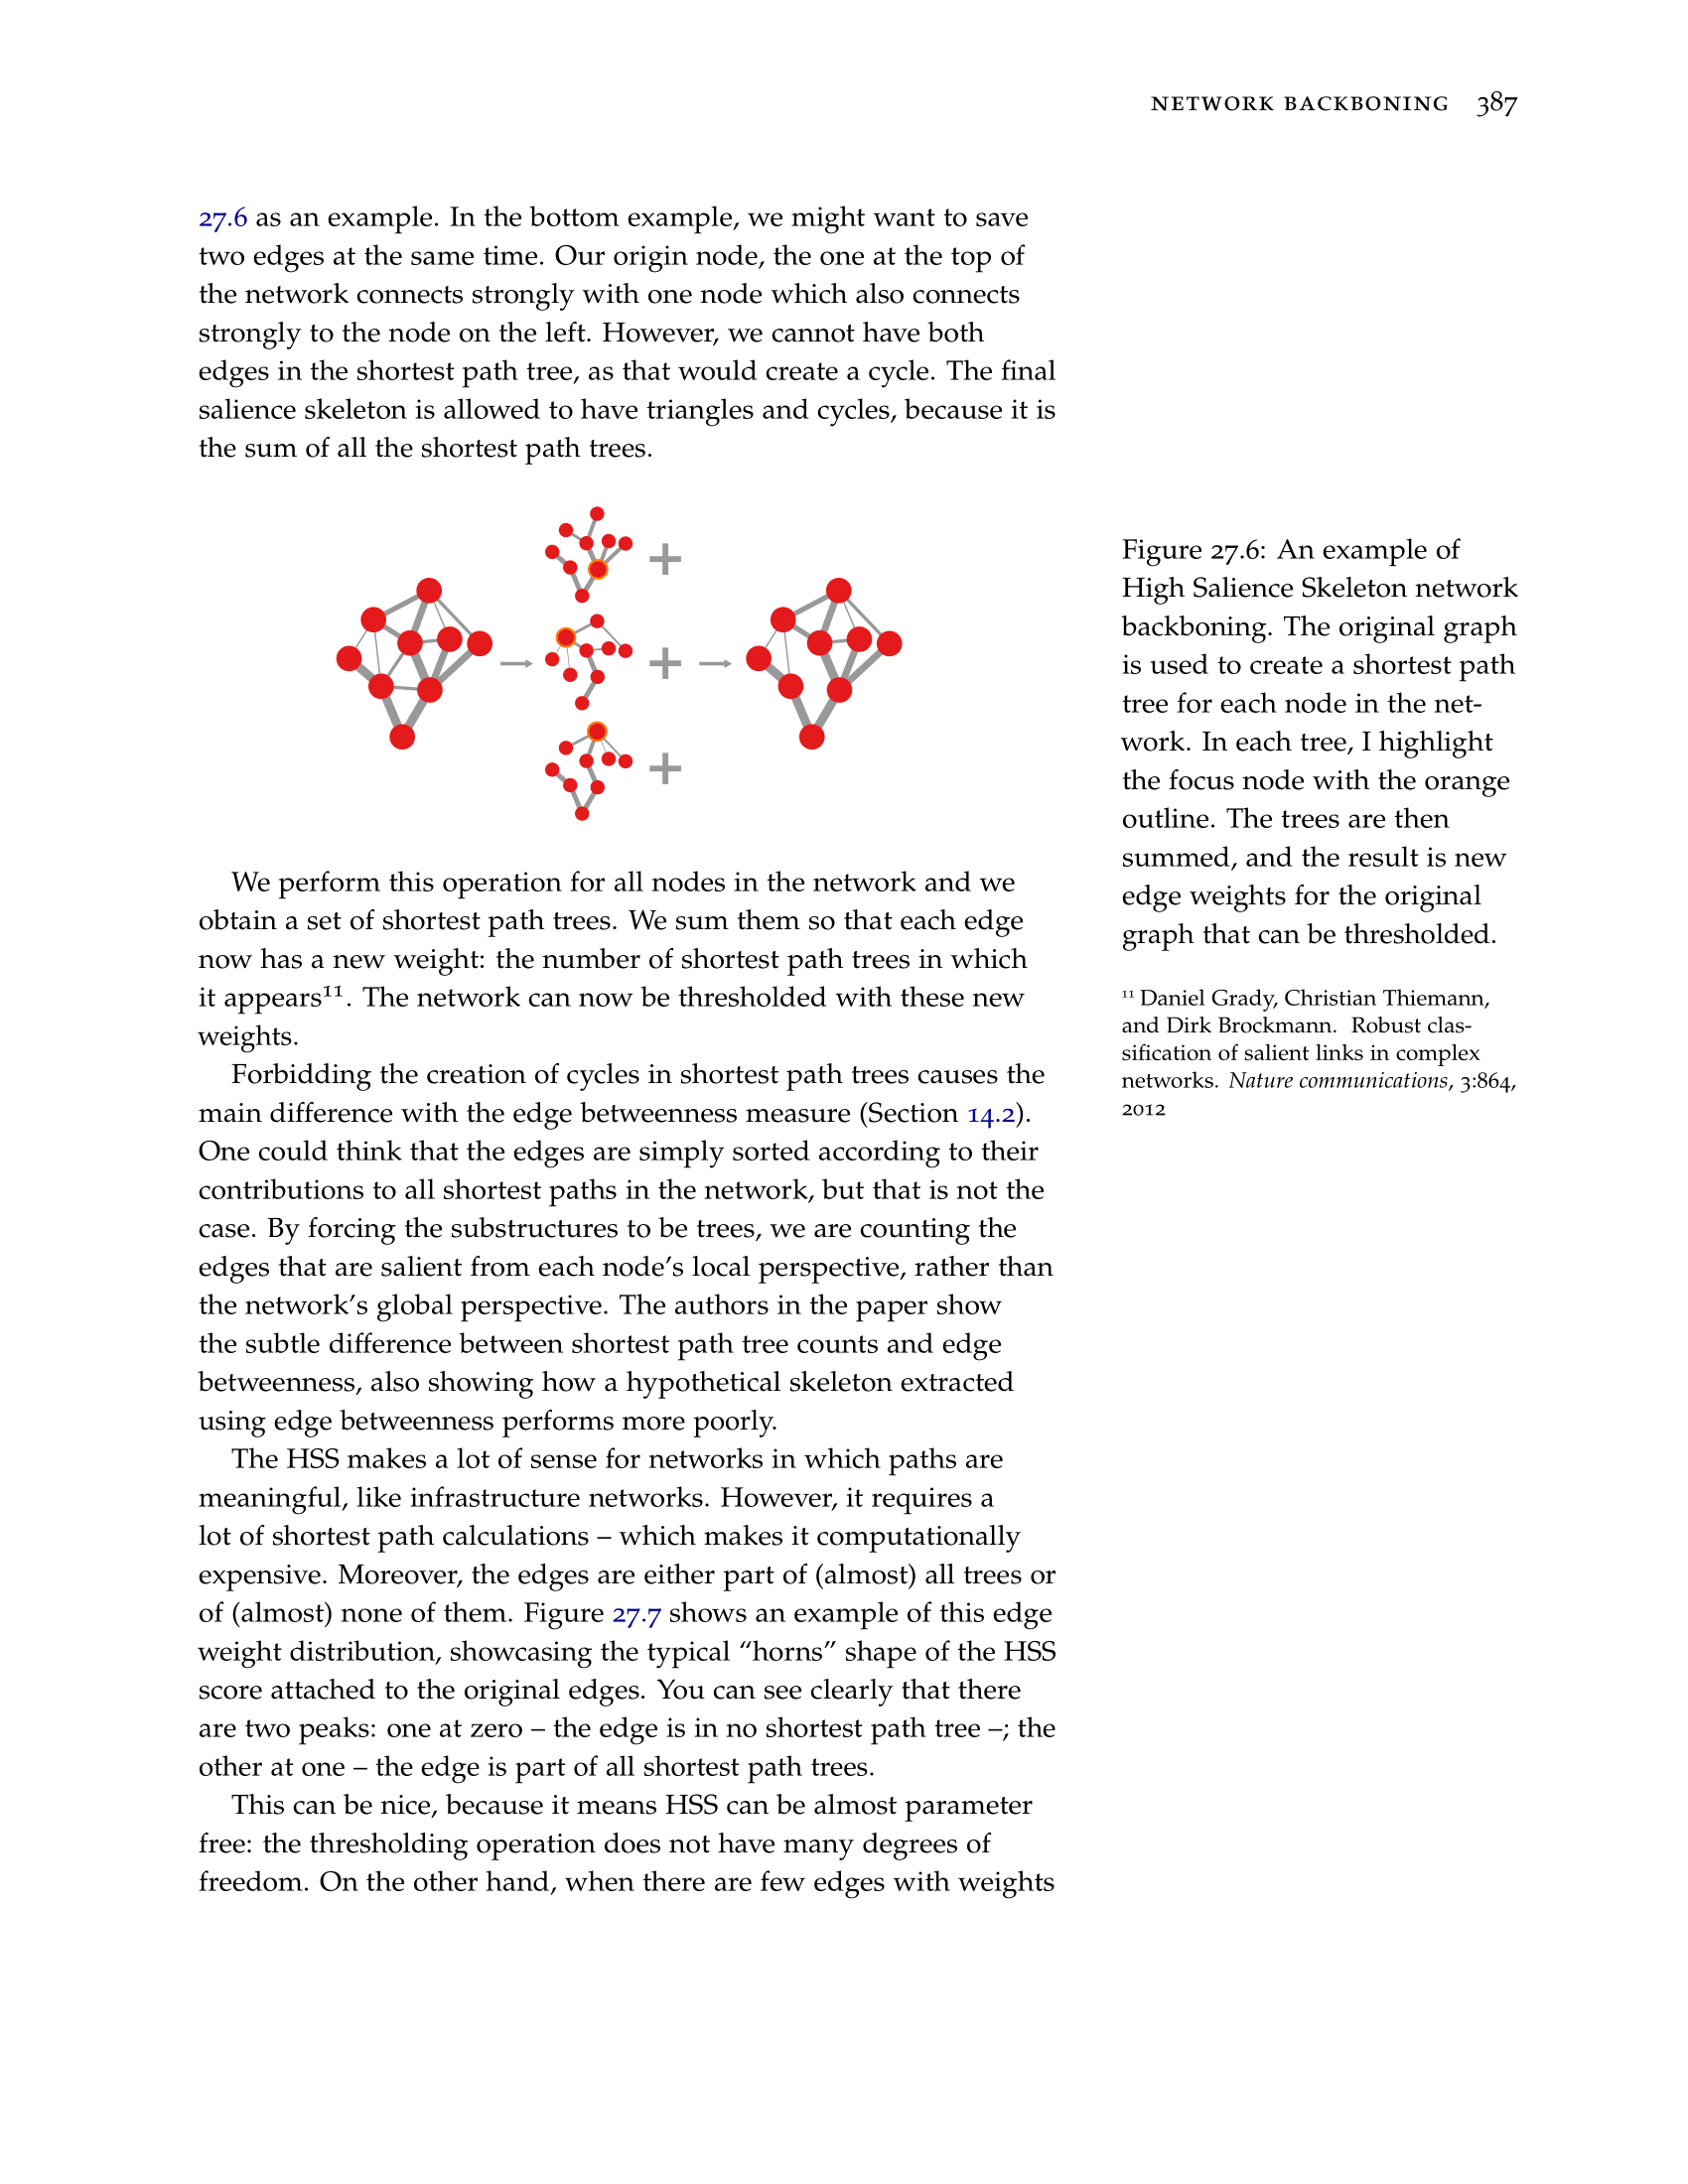 NETWORK BACKBONING 387
27.6 as an example. In the bottom example, we might want to save
two edges at the same time. Our origin node, the one at the top of
the network connects strongly with one node which also connects
strongly to the node on the left. However, we cannot have both
edges in the shortest path tree, as that would create a cycle. The final
salience skeleton is allowed to have triangles and cycles, because it is
the sum of all the shortest path trees.
+
+
+
Figure 27.6: An example of
High Salience Skeleton network
backboning. The original graph
is used to create a shortest path
tree for each node in the net-
work. In each tree, I highlight
the focus node with the orange
outline. The trees are then
summed, and the result is new
edge weights for the original
graph that can be thresholded.
We perform this operation for all nodes in the network and we
obtain a set of shortest path trees. We sum them so that each edge
now has a new weight: the number of shortest path trees in which
it appears¹¹. The network can now be thresholded with these new
weights.
¹¹ Daniel Grady, Christian Thiemann,
and Dirk Brockmann. Robust clas-
sification of salient links in complex
networks. Nature communications, 3:864,
2012
Forbidding the creation of cycles in shortest path trees causes the
main difference with the edge betweenness measure (Section 14.2).
One could think that the edges are simply sorted according to their
contributions to all shortest paths in the network, but that is not the
case. By forcing the substructures to be trees, we are counting the
edges that are salient from each node's local perspective, rather than
the network's global perspective. The authors in the paper show
the subtle difference between shortest path tree counts and edge
betweenness, also showing how a hypothetical skeleton extracted
using edge betweenness performs more poorly.
The HSS makes a lot of sense for networks in which paths are
meaningful, like infrastructure networks. However, it requires a
lot of shortest path calculations – which makes it computationally
expensive. Moreover, the edges are either part of (almost) all trees or
of (almost) none of them. Figure 27.7 shows an example of this edge
weight distribution, showcasing the typical “horns” shape of the HSS
score attached to the original edges. You can see clearly that there
are two peaks: one at zero – the edge is in no shortest path tree –; the
other at one – the edge is part of all shortest path trees.
This can be nice, because it means HSS can be almost parameter
free: the thresholding operation does not have many degrees of
freedom. On the other hand, when there are few edges with weights